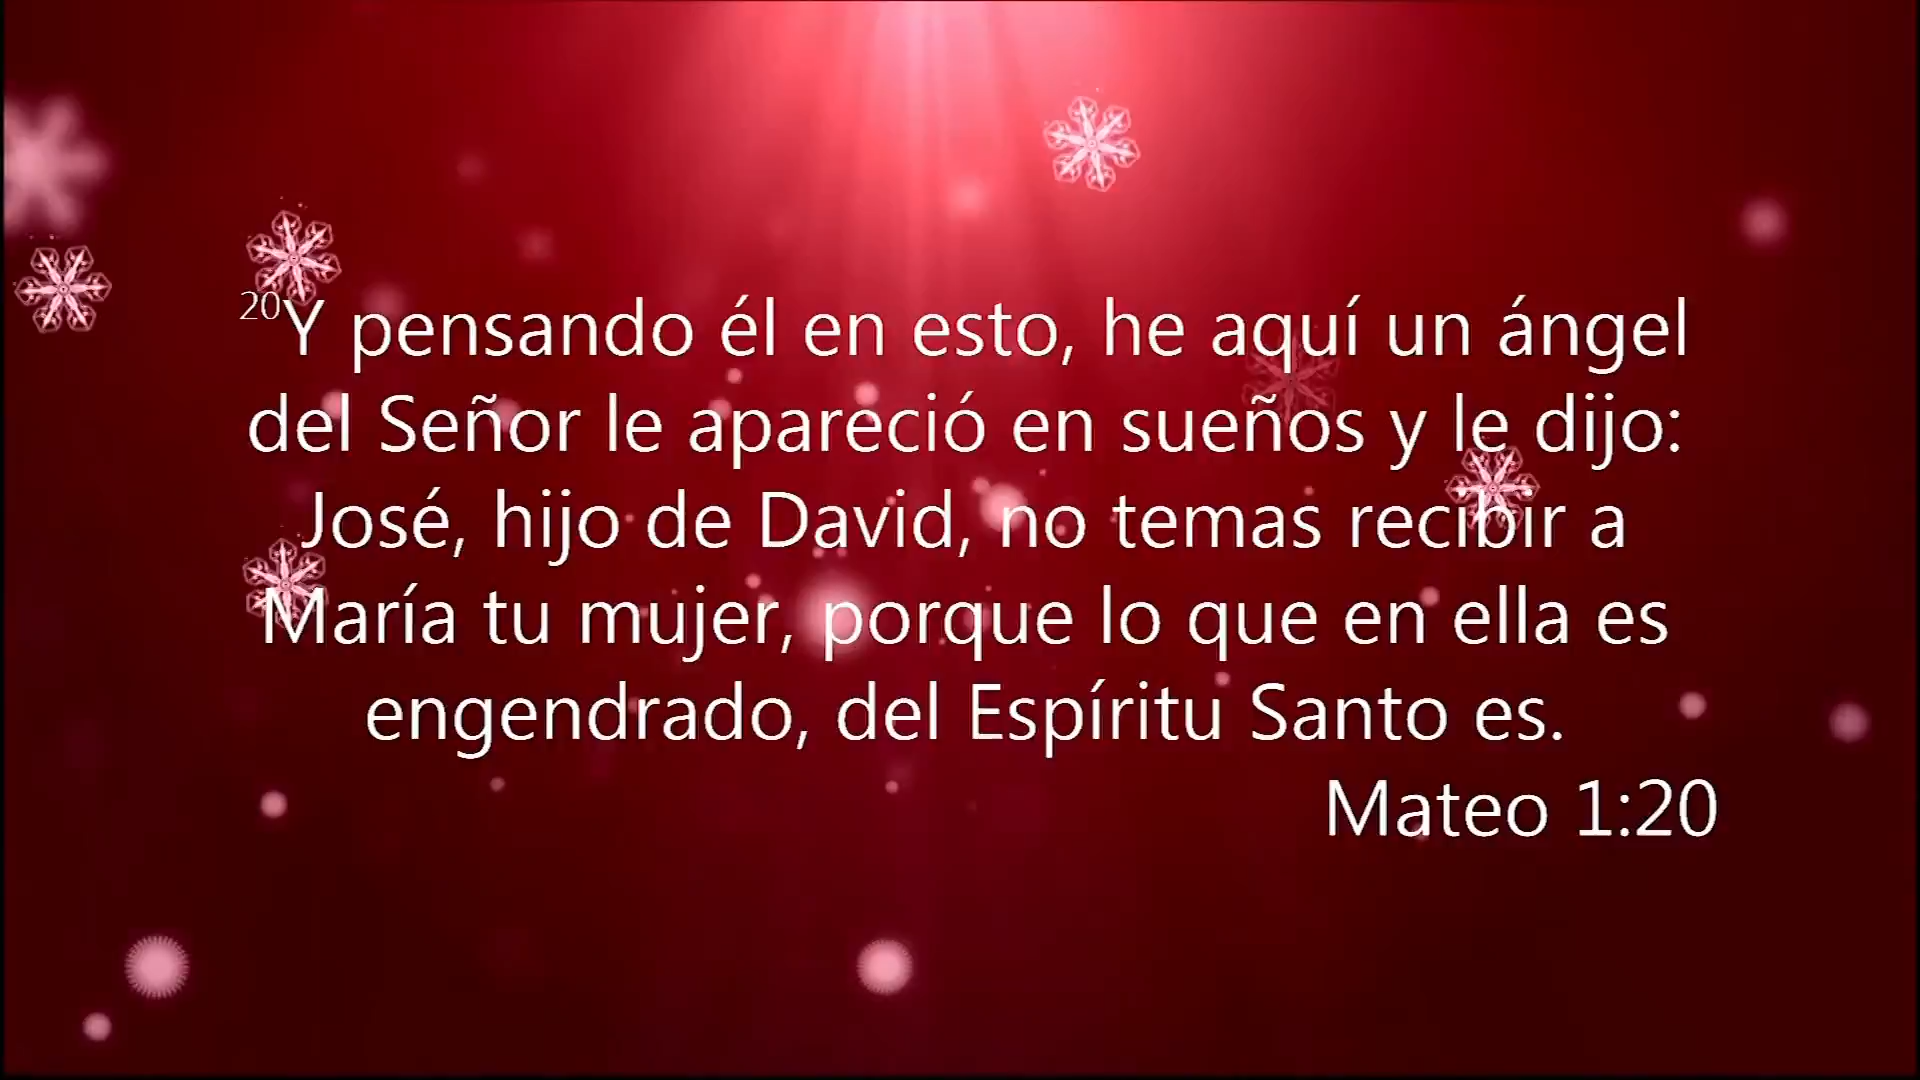 20Y pensando él en esto, he aquí un ángel
del Señor le apareció en sueños y le dijo:
José, hijo de David, no temas recibir a
María tu mujer, porque lo que en ella es
engendrado, del Espíritu Santo es.
Mateo 1:20